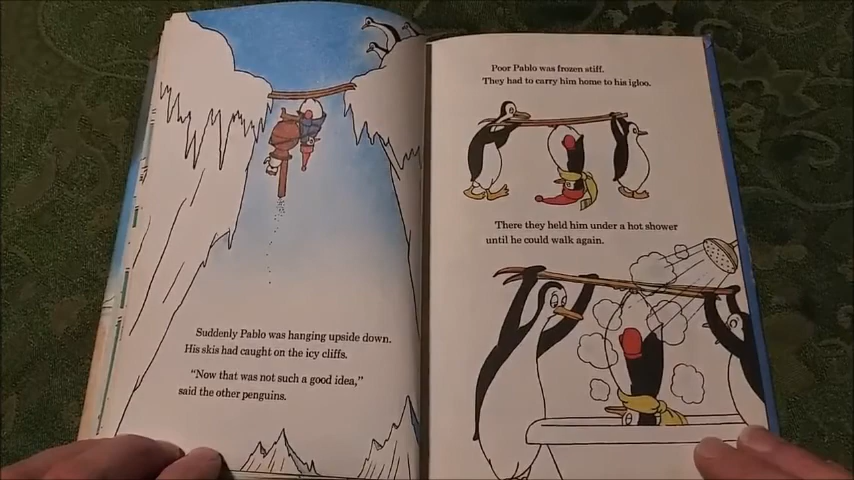 Suddenly Pablo was hanging upside down.
His skis had caught on the icy cliffs.
"Now that was not such a good idea,"
said the other penguins.
Poor Pablo was frozen stiff.
They had to carry him home to his igloo.
There they held him under a hot shower
until he could walk again.